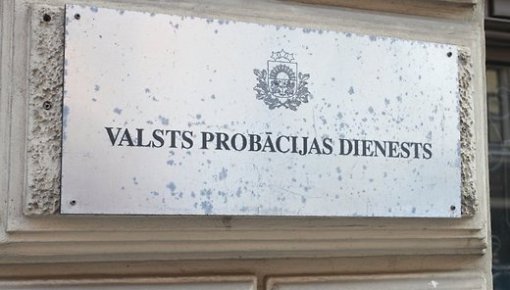 VALSTS PROBĀCIJAS DIENESTS